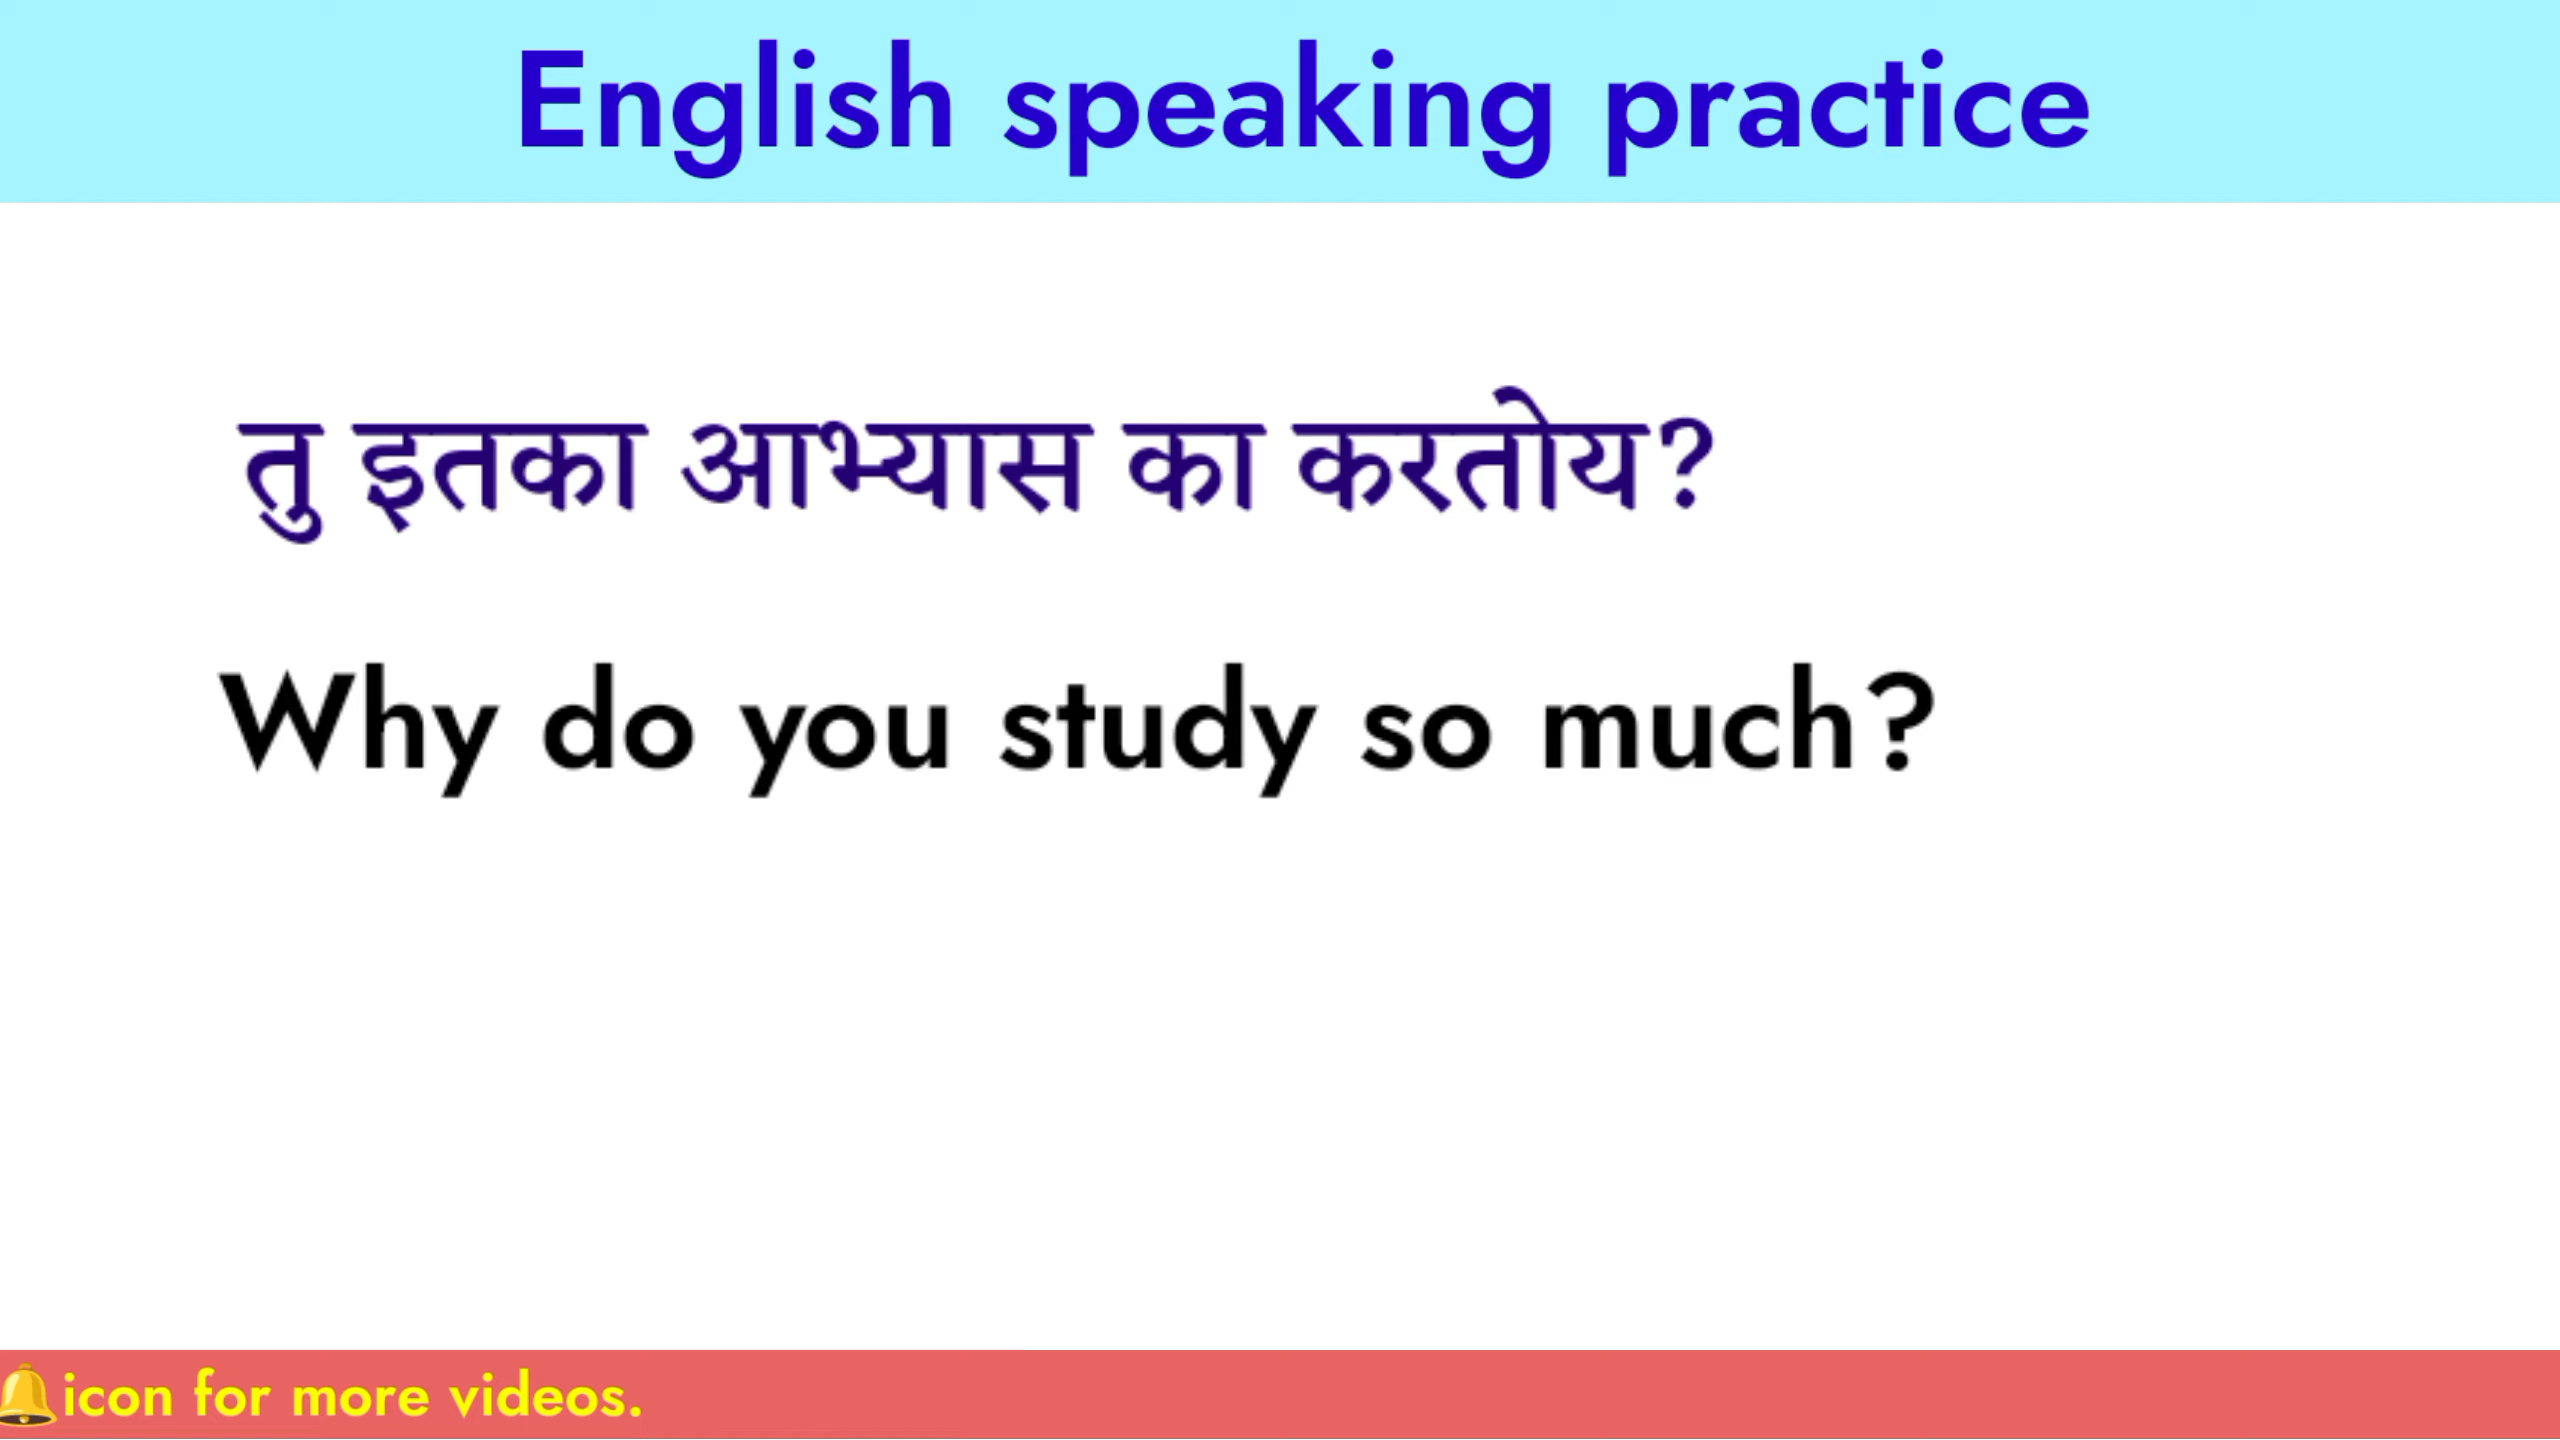 English speaking practice
तु इतका आभ्यास का करतोय?
Why do you study so much?
🔔icon for more videos.